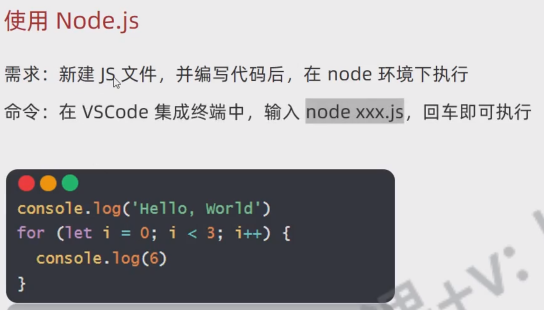 使用 Node.js
需求：新建 JS 文件，并编写代码后，在 node 环境下执行
命令：在 VSCode 集成终端中，输入 node xxx.js，回车即可执行
console.log('Hello, World')
for (let i = 0; i < 3; i++) {
  console.log(6)
}
+V：